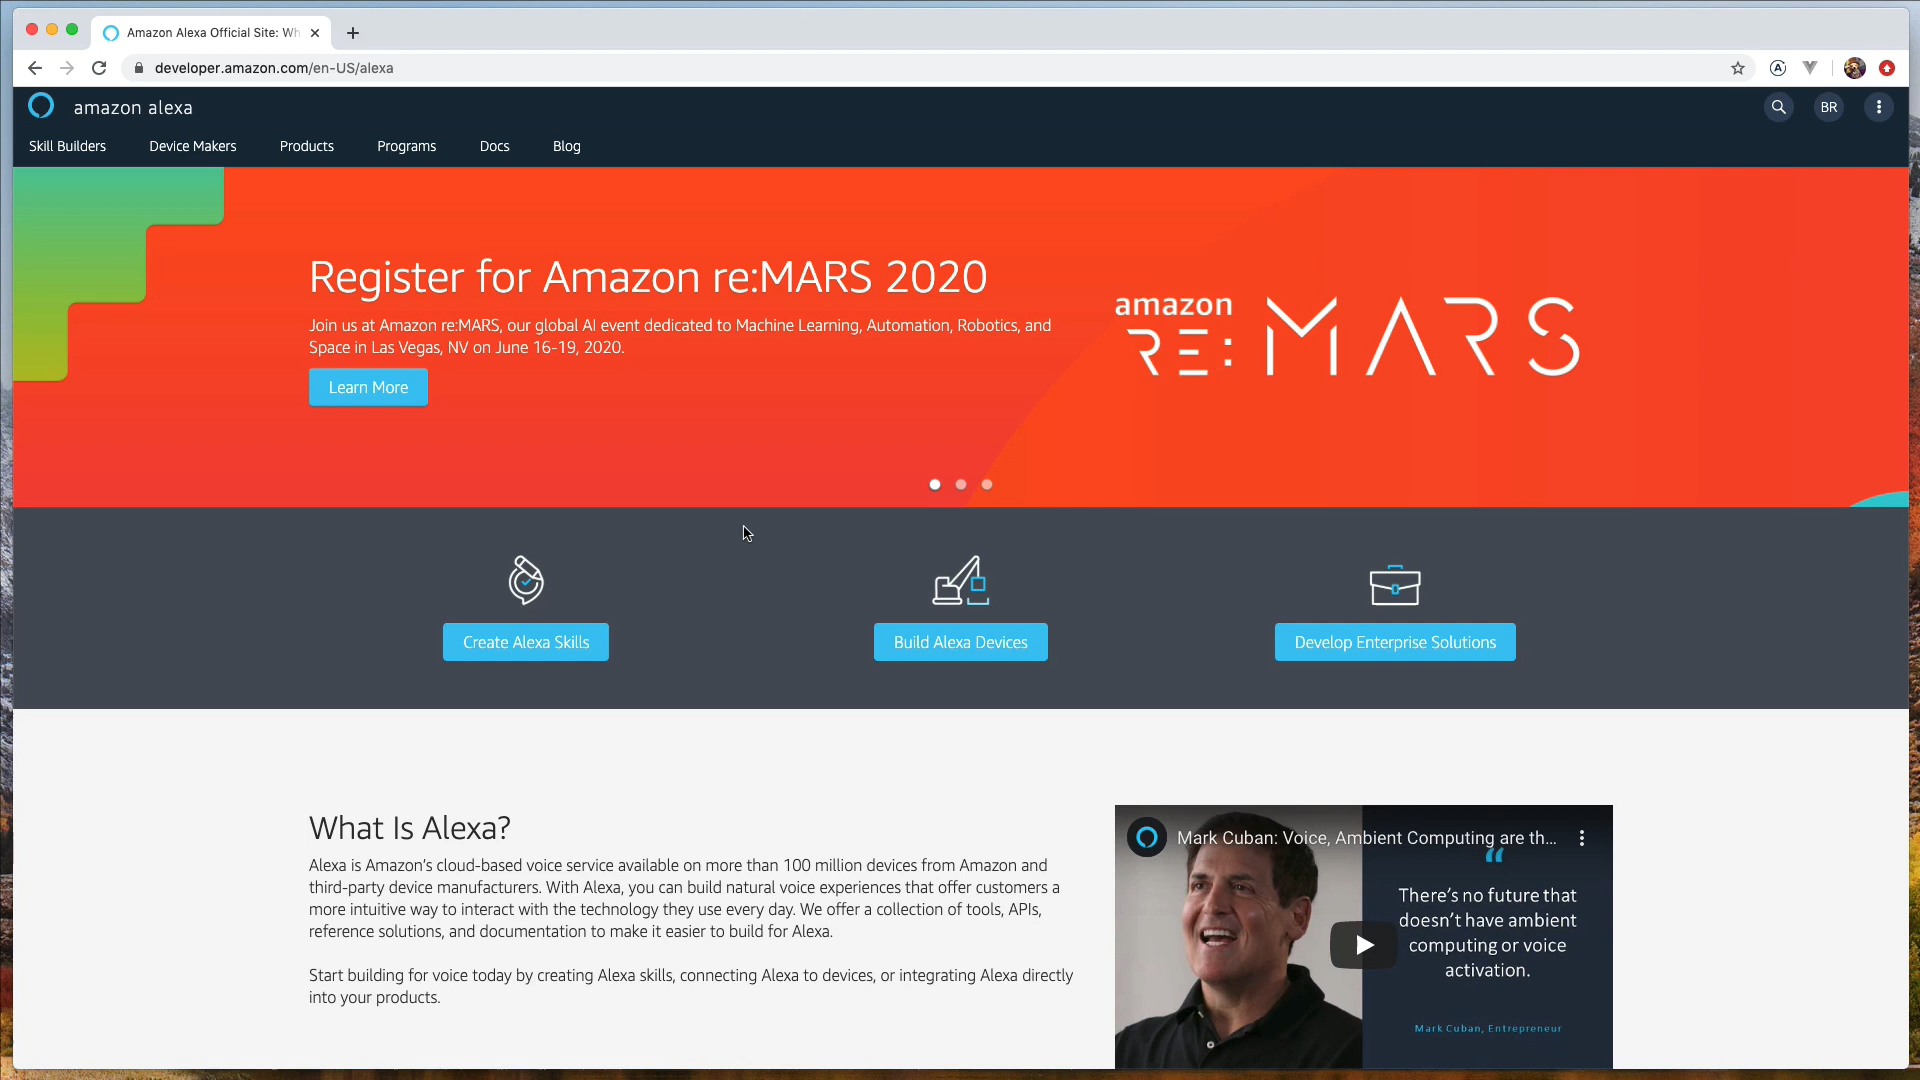 Amazon Alexa Official Site: Wh
developer.amazon.com/en-US/alexa
amazon alexa
BR
Skill Builders
Device Makers
Products
Programs
Docs
Blog
Register for Amazon re:MARS 2020
Join us at Amazon re:MARS, our global AI event dedicated to Machine Learning, Automation, Robotics, and
Space in Las Vegas, NV on June 16-19, 2020.
Learn More
amazon
RE:MARS
Create Alexa Skills
Build Alexa Devices
Develop Enterprise Solutions
What Is Alexa?
Alexa is Amazon's cloud-based voice service available on more than 100 million devices from Amazon and
third-party device manufacturers. With Alexa, you can build natural voice experiences that offer customers a
more intuitive way to interact with the technology they use every day. We offer a collection of tools, APIs,
reference solutions, and documentation to make it easier to build for Alexa.
Start building for voice today by creating Alexa skills, connecting Alexa to devices, or integrating Alexa directly
into your products.
Mark Cuban: Voice, Ambient Computing are th...
“
There's no future that
doesn't have ambient
computing or voice
activation.
Mark Cuban, Entrepreneur